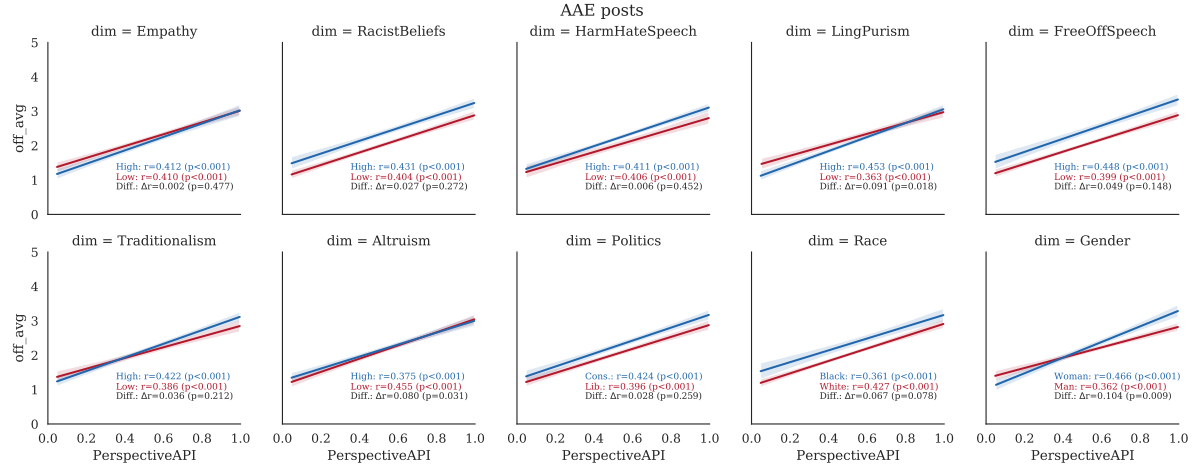 AAE posts
dim = Empathy
dim = RacistBeliefs
dim = HarmHateSpeech
dim = LingPurism
dim = FreeOffSpeech
5
4
3
2
1
0
off_avg
High: r=0.412 (p<0.001)
Low: r=0.410 (p<0.001)
Diff.: Δr=0.002 (p=0.477)
High: r=0.431 (p<0.001)
Low: r=0.404 (p<0.001)
Diff.: Δr=0.027 (p=0.272)
High: r=0.411 (p<0.001)
Low: r=0.406 (p<0.001)
Diff.: Δr=0.006 (p=0.452)
High: r=0.453 (p<0.001)
Low: r=0.363 (p<0.001)
Diff.: Δr=0.091 (p=0.018)
High: r=0.448 (p<0.001)
Low: r=0.399 (p<0.001)
Diff.: Δr=0.049 (p=0.148)
dim = Traditionalism
dim = Altruism
dim = Politics
dim = Race
dim = Gender
5
4
3
2
1
0
off_avg
High: r=0.422 (p<0.001)
Low: r=0.386 (p<0.001)
Diff.: Δr=0.036 (p=0.212)
High: r=0.375 (p<0.001)
Low: r=0.455 (p<0.001)
Diff.: Δr=0.080 (p=0.031)
Cons.: r=0.424 (p<0.001)
Lib.: r=0.396 (p<0.001)
Diff.: Δr=0.028 (p=0.259)
Black: r=0.361 (p<0.001)
White: r=0.427 (p<0.001)
Diff.: Δr=0.067 (p=0.078)
Woman: r=0.466 (p<0.001)
Man: r=0.362 (p<0.001)
Diff.: Δr=0.104 (p=0.009)
0.0 0.2 0.4 0.6 0.8 1.0
0.0 0.2 0.4 0.6 0.8 1.0
0.0 0.2 0.4 0.6 0.8 1.0
0.0 0.2 0.4 0.6 0.8 1.0
0.0 0.2 0.4 0.6 0.8 1.0
PerspectiveAPI
PerspectiveAPI
PerspectiveAPI
PerspectiveAPI
PerspectiveAPI